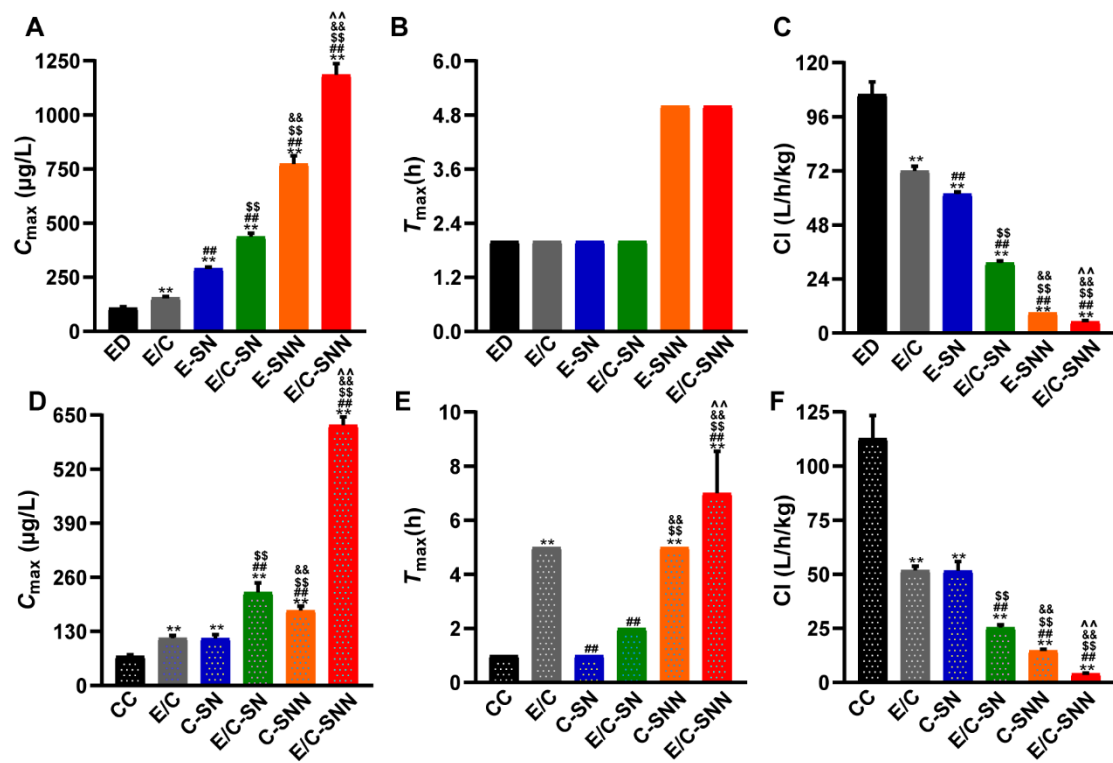 A
Cmax (µg/L)
1250
1000
750
500
250
0
**
##
**
$$
##
**
&&
$$
##
**
^^
&&
$$
##
**
ED
E/C
E-SN
E/C-SN
E-SNN
E/C-SNN
B
Tmax(h)
6.0
4.8
3.6
2.4
1.2
0.0
ED
E/C
E-SN
E/C-SN
E-SNN
E/C-SNN
C
Cl (L/h/kg)
120
96
72
48
24
0
**
##
**
$$
##
**
&&
$$
##
**
^^
&&
$$
##
**
ED
E/C
E-SN
E/C-SN
E-SNN
E/C-SNN
D
Cmax (µg/L)
650
520
390
260
130
0
**
**
$$
##
**
&&
$$
##
**
^^
&&
$$
##
**
CC
E/C
C-SN
E/C-SN
C-SNN
E/C-SNN
E
Tmax(h)
10
8
6
4
2
0
**
##
##
&&
$$
**
^^
&&
$$
##
**
CC
E/C
C-SN
E/C-SN
C-SNN
E/C-SNN
F
Cl (L/h/kg)
125
100
75
50
25
0
**
**
$$
##
**
&&
$$
##
**
^^
&&
$$
##
**
CC
E/C
C-SN
E/C-SN
C-SNN
E/C-SNN